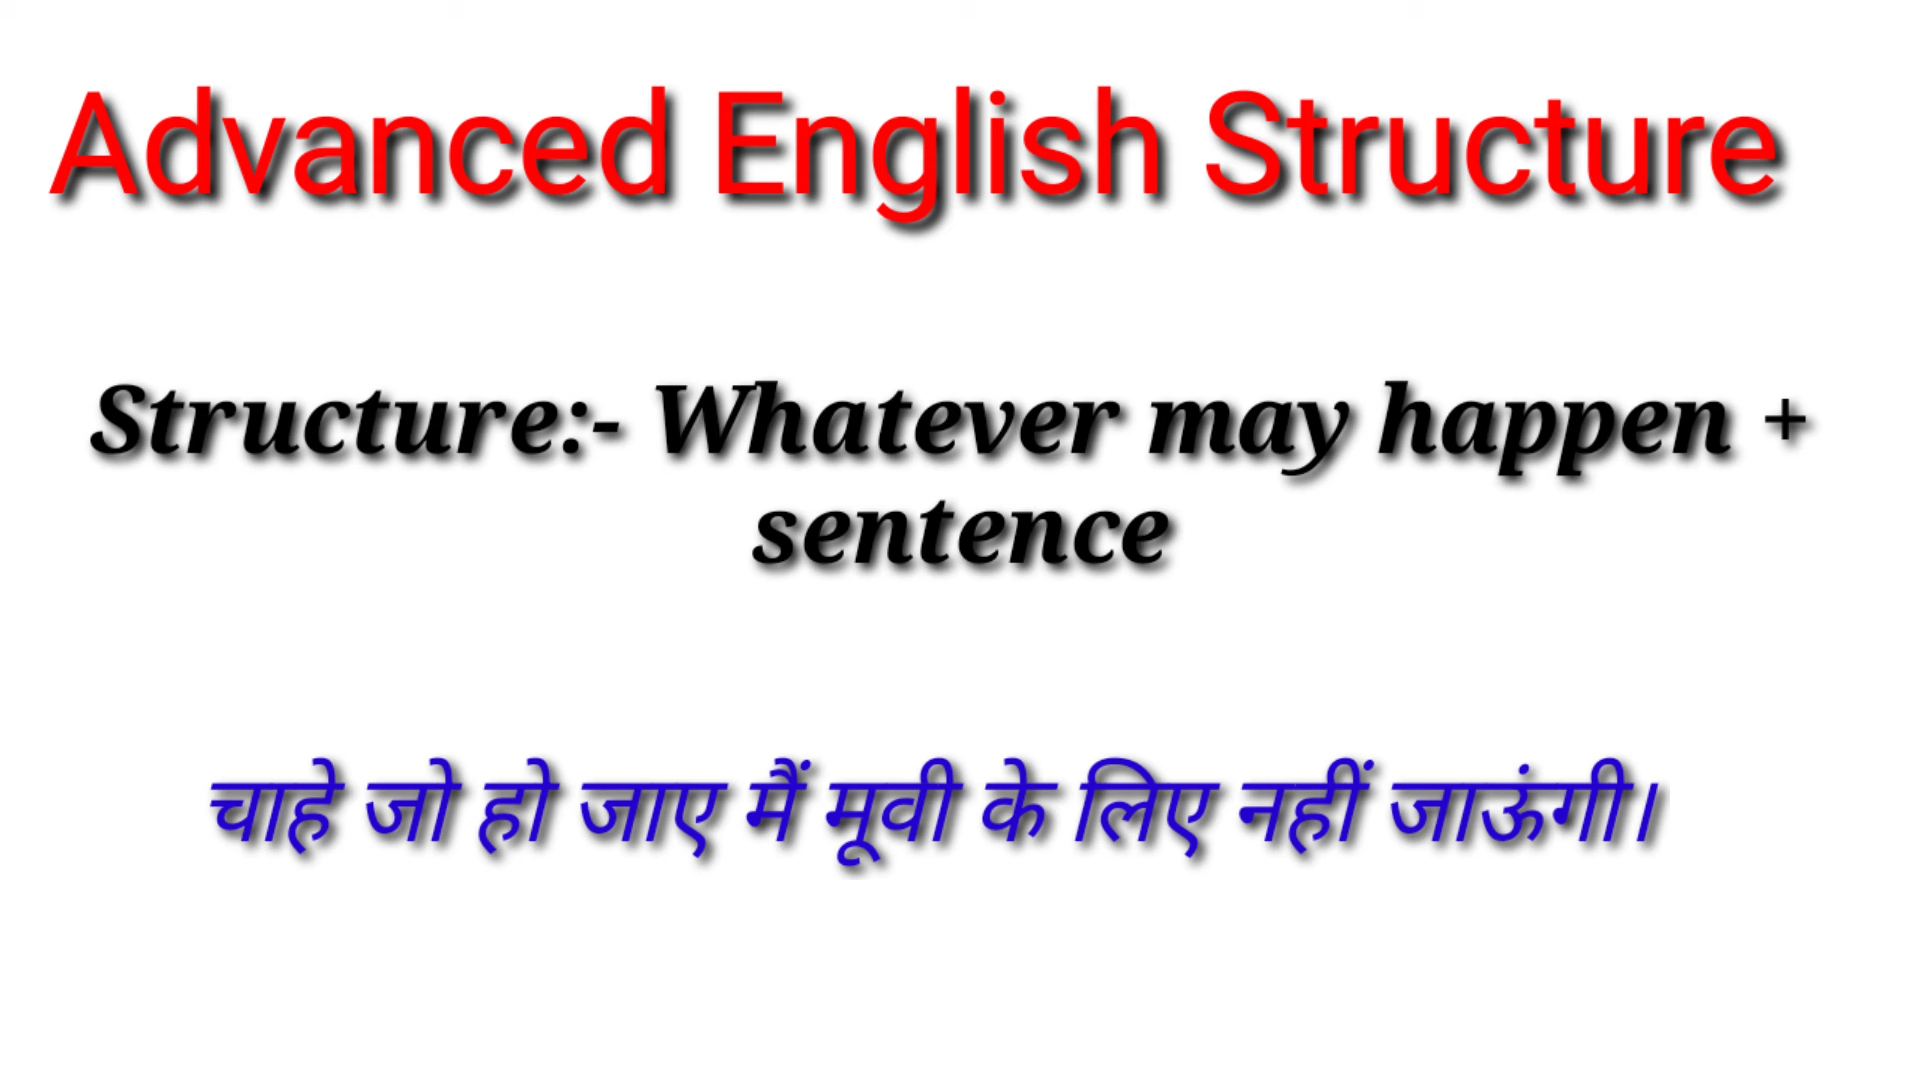 Advanced English Structure
Structure:- Whatever may happen +
sentence
चाहे जो हो जाए मैं मूवी के लिए नहीं जाऊंगी।